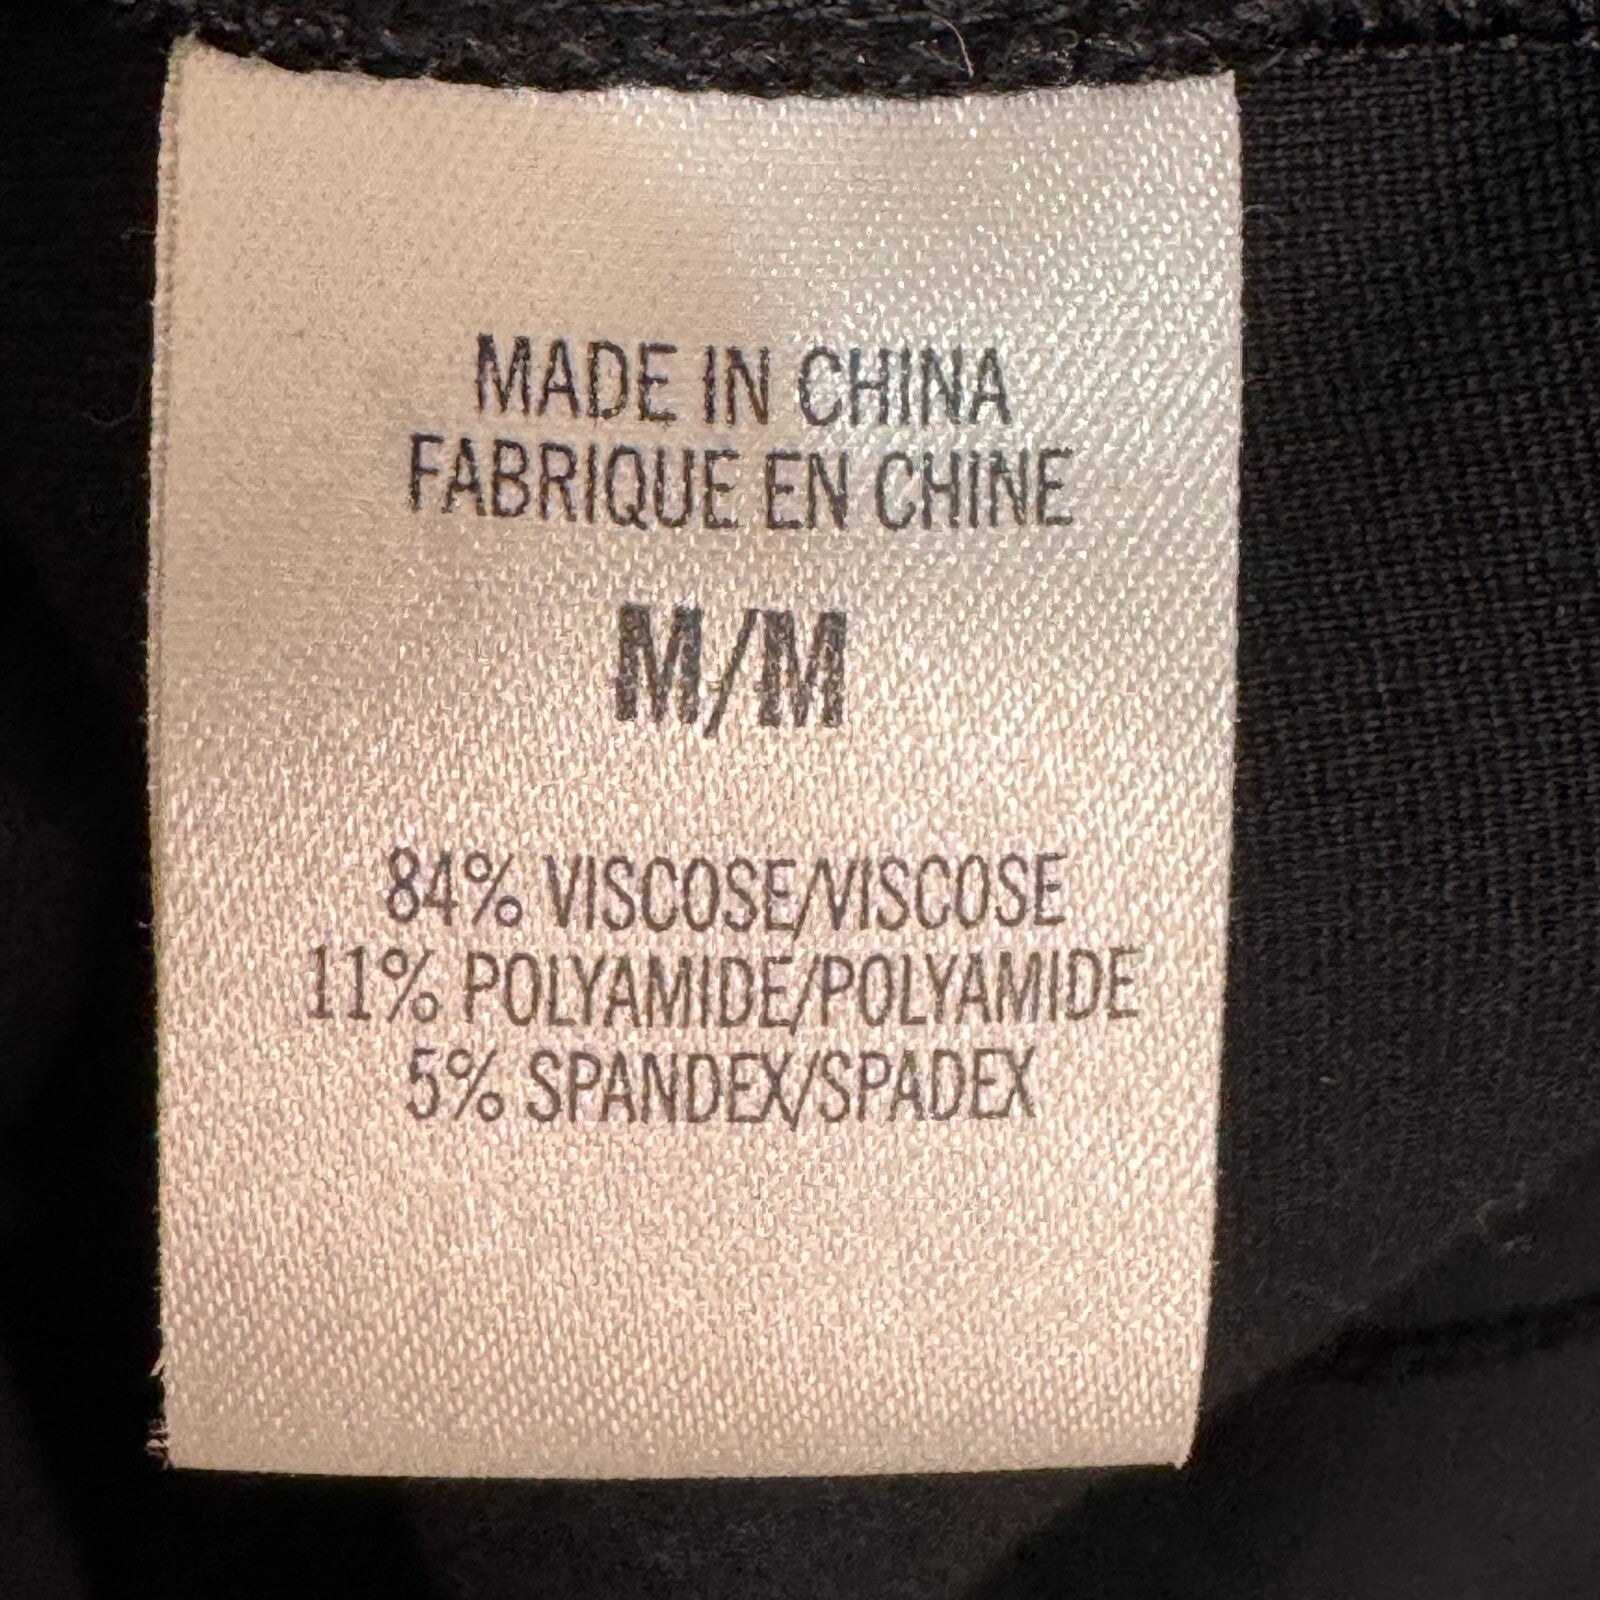 MADE IN CHINA
FABRIQUE EN CHINE
M/M
84% VISCOSE/VISCOSE
11% POLYAMIDE/POLYAMIDE
5% SPANDEX/SPADEX